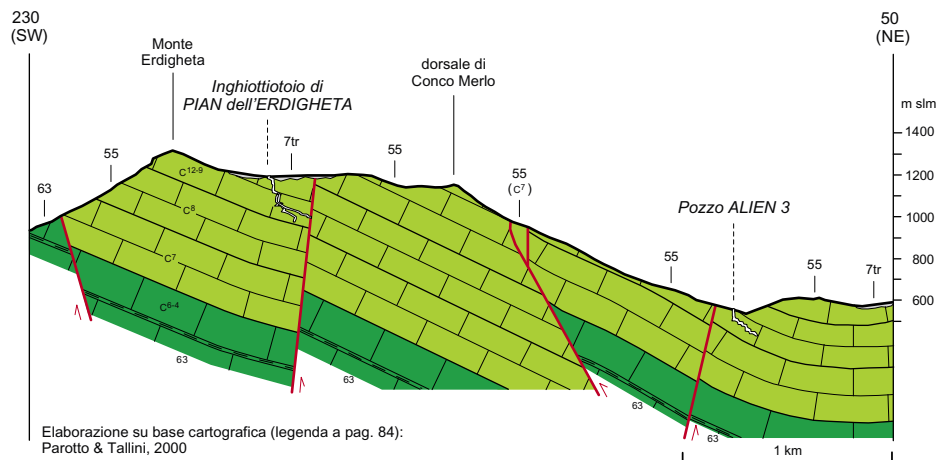 230
(SW)
50
(NE)
Monte
Erdigheta
Inghiottiotoio di
PIAN dell'ERDIGHETA
dorsale di
Conco Merlo
m slm
7tr
55
55
55
(C7)
63
Pozzo ALIEN 3
55
55
7tr
1400
1200
1000
800
600
C12-9
C8
C7
C6-4
63
63
63
63
Elaborazione su base cartografica (legenda a pag. 84):
Parotto & Tallini, 2000
1 km